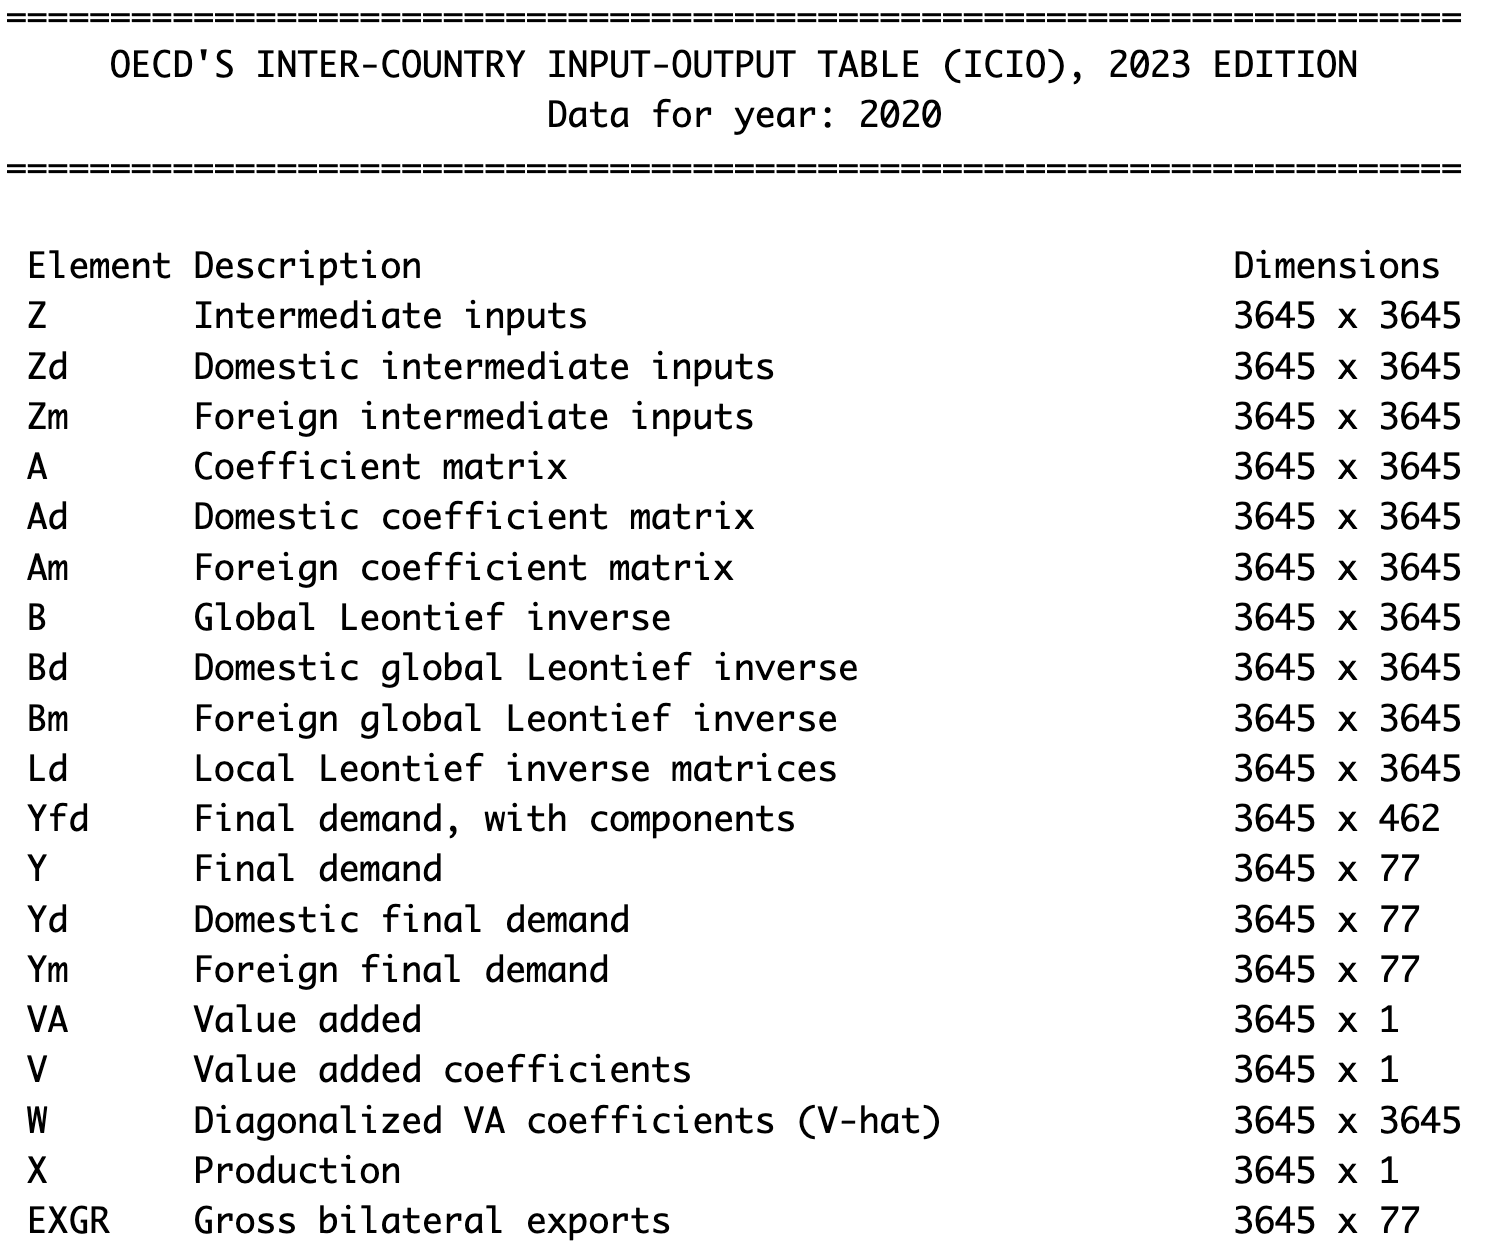 ======================================================================
OECD'S INTER-COUNTRY INPUT-OUTPUT TABLE (ICIO), 2023 EDITION
Data for year: 2020
======================================================================
Element Description Dimensions
Z Intermediate inputs 3645 x 3645
Zd Domestic intermediate inputs 3645 x 3645
Zm Foreign intermediate inputs 3645 x 3645
A Coefficient matrix 3645 x 3645
Ad Domestic coefficient matrix 3645 x 3645
Am Foreign coefficient matrix 3645 x 3645
B Global Leontief inverse 3645 x 3645
Bd Domestic global Leontief inverse 3645 x 3645
Bm Foreign global Leontief inverse 3645 x 3645
Ld Local Leontief inverse matrices 3645 x 3645
Yfd Final demand, with components 3645 x 462
Y Final demand 3645 x 77
Yd Domestic final demand 3645 x 77
Ym Foreign final demand 3645 x 77
VA Value added 3645 x 1
V Value added coefficients 3645 x 1
W Diagonalized VA coefficients (V-hat) 3645 x 3645
X Production 3645 x 1
EXGR Gross bilateral exports 3645 x 77